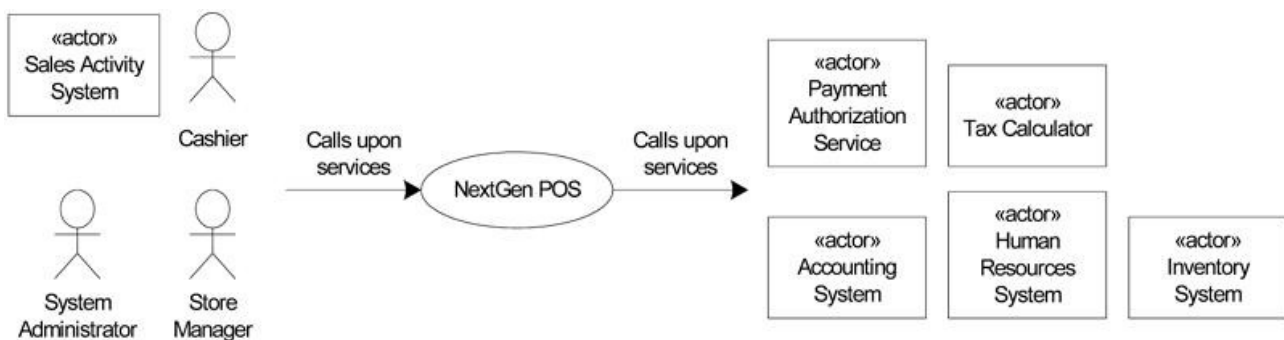 «actor»
Sales Activity
System
Cashier
System
Administrator
Store
Manager
Calls upon
services
NextGen POS
Calls upon
services
«actor»
Payment
Authorization
Service
«actor»
Tax Calculator
«actor»
Accounting
System
«actor»
Human
Resources
System
«actor»
Inventory
System